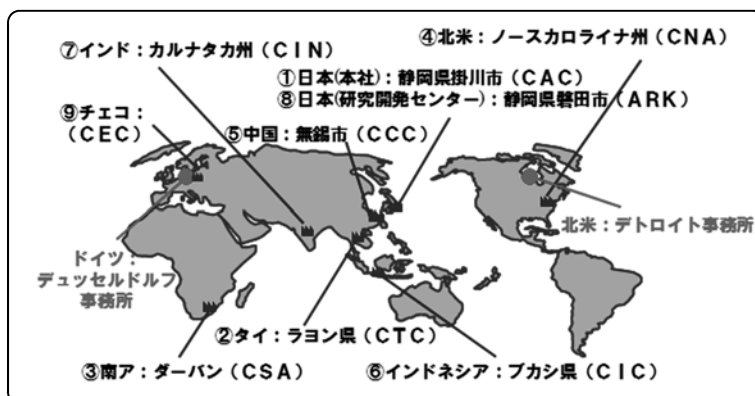 ④北米：ノースカロライナ州（CNA）
⑦インド：カルナタカ州（CIN）
①日本(本社)：静岡県掛川市（CAC）
⑧日本(研究開発センター)：静岡県磐田市（ARK）
⑨チェコ：
（CEC）
⑤中国：無錫市（CCC）
北米：デトロイト事務所
ドイツ：
デュッセルドルフ
事務所
②タイ：ラヨン県（CTC）
③南ア：ダーバン（CSA）
⑥インドネシア：ブカシ県（CIC）